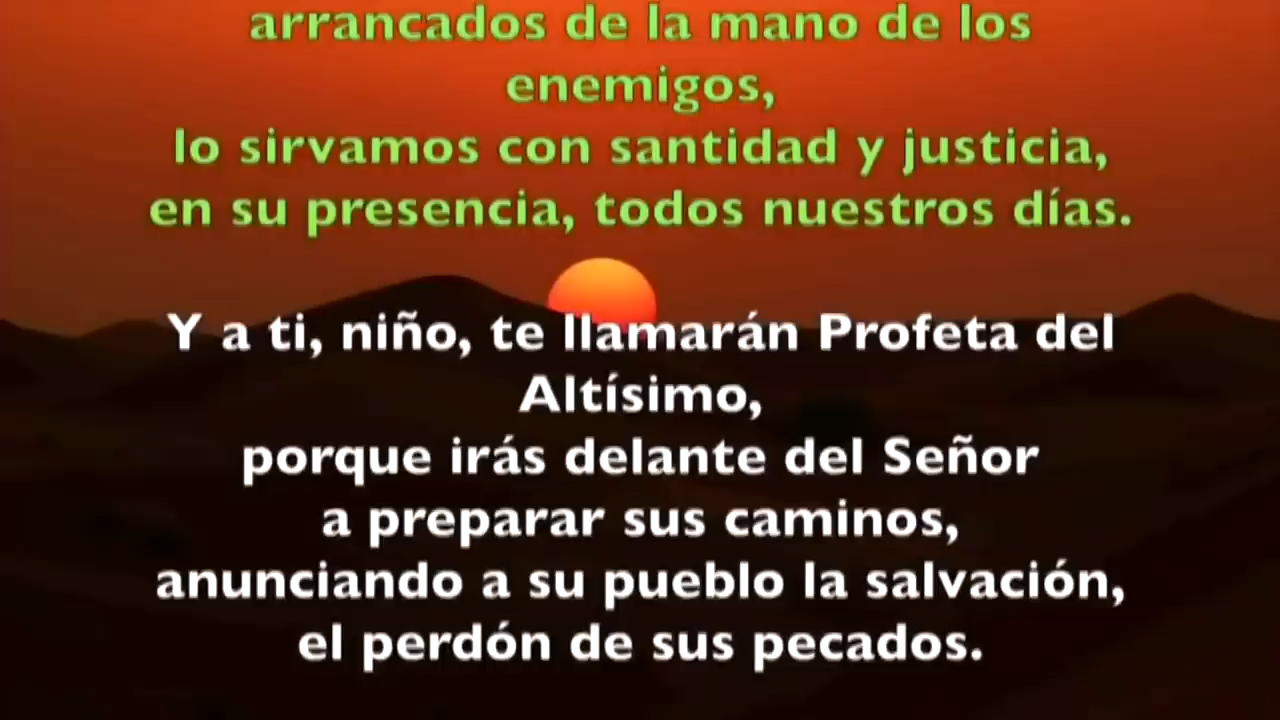 arrancados de la mano de los
enemigos,
lo sirvamos con santidad y justicia,
en su presencia, todos nuestros días.
Y a ti, niño, te llamarán Profeta del
Altísimo,
porque irás delante del Señor
a preparar sus caminos,
anunciando a su pueblo la salvación,
el perdón de sus pecados.